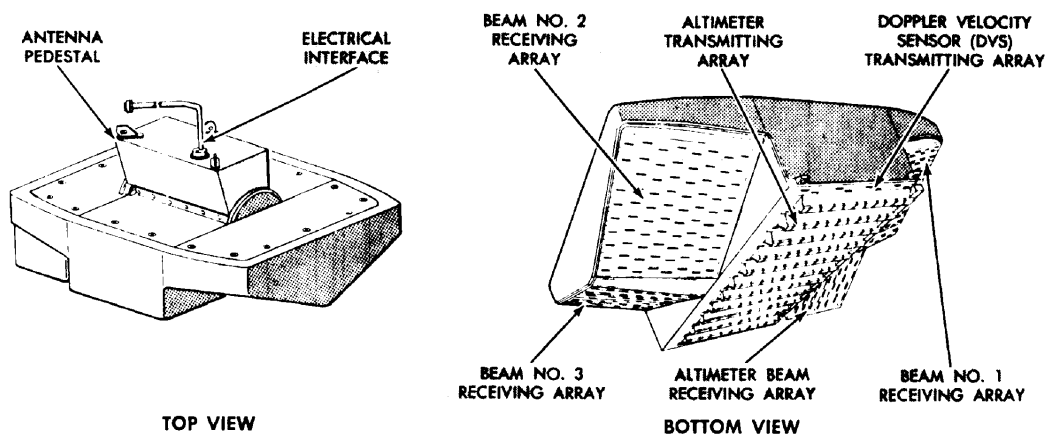 ANTENNA
PEDESTAL
ELECTRICAL
INTERFACE
TOP VIEW
BEAM NO. 2
RECEIVING
ARRAY
ALTIMETER
TRANSMITTING
ARRAY
DOPPLER VELOCITY
SENSOR (DVS)
TRANSMITTING ARRAY
BEAM NO. 3
RECEIVING ARRAY
ALTIMETER BEAM
RECEIVING ARRAY
BEAM NO. 1
RECEIVING ARRAY
BOTTOM VIEW